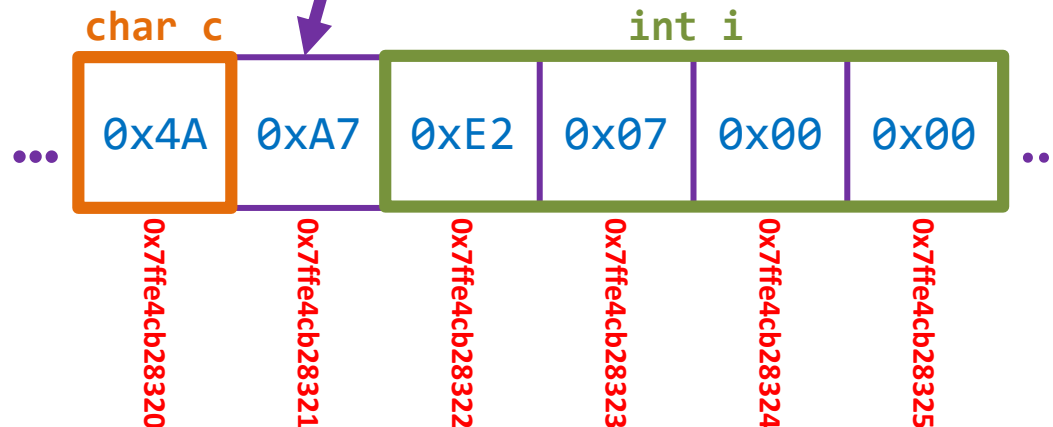 char c int i
0x4A 0xA7 0xE2 0x07 0x00 0x00
0x7ffe4cb28320
0x7ffe4cb28321
0x7ffe4cb28322
0x7ffe4cb28323
0x7ffe4cb28324
0x7ffe4cb28325